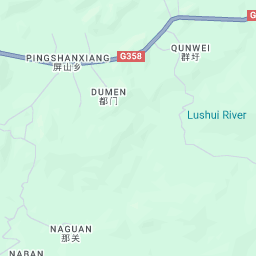 PINGSHANXIANG
屏山乡
G358
QUNWEI
群圩
DUMEN
都门
Lushui River
NAGUAN
那关
NABAN